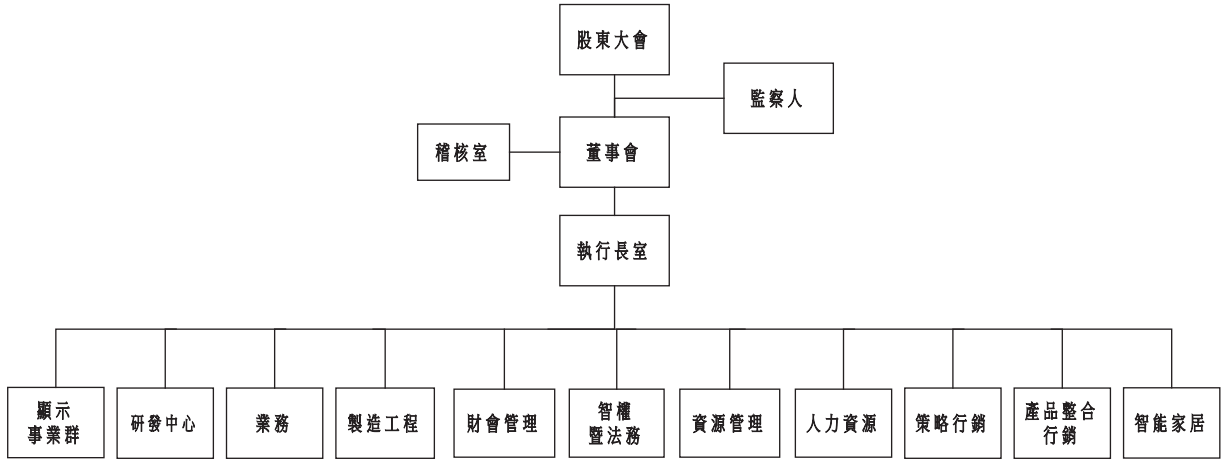 股東大會
監察人
稽核室
董事會
執行長室
顯示
事業群
研發中心
業務
製造工程
財會管理
智權
暨法務
資源管理
人力資源
策略行銷
產品整合
行銷
智能家居